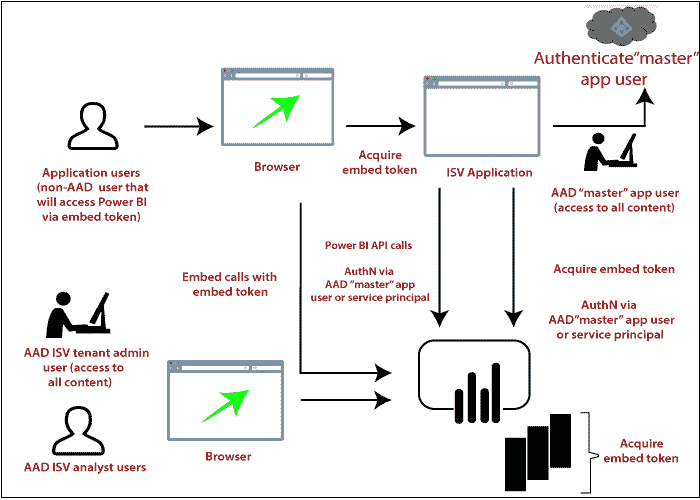 Authenticate"master"
app user
Application users
(non-AAD user that
will access Power BI
via embed token)
Browser
Acquire
embed token
ISV Application
AAD "master" app user
(access to all content)
Embed calls with
embed token
Power BI API calls
AuthN via
AAD "master" app
user or service principal
Acquire embed token
AuthN via
AAD"master" app user
or service principal
AAD ISV tenant admin
user (access to
all content)
AAD ISV analyst users
Browser
Acquire
embed token